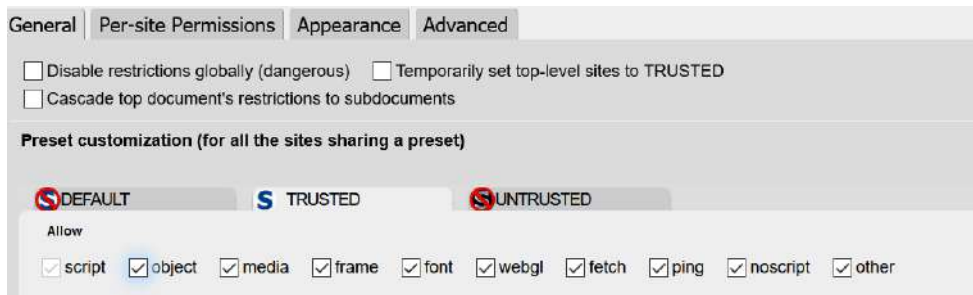 General Per-site Permissions Appearance Advanced
Disable restrictions globally (dangerous) Temporarily set top-level sites to TRUSTED
Cascade top document's restrictions to subdocuments
Preset customization (for all the sites sharing a preset)
DEFAULT S TRUSTED UNTRUSTED
Allow
script object media frame font webgl fetch ping noscript other